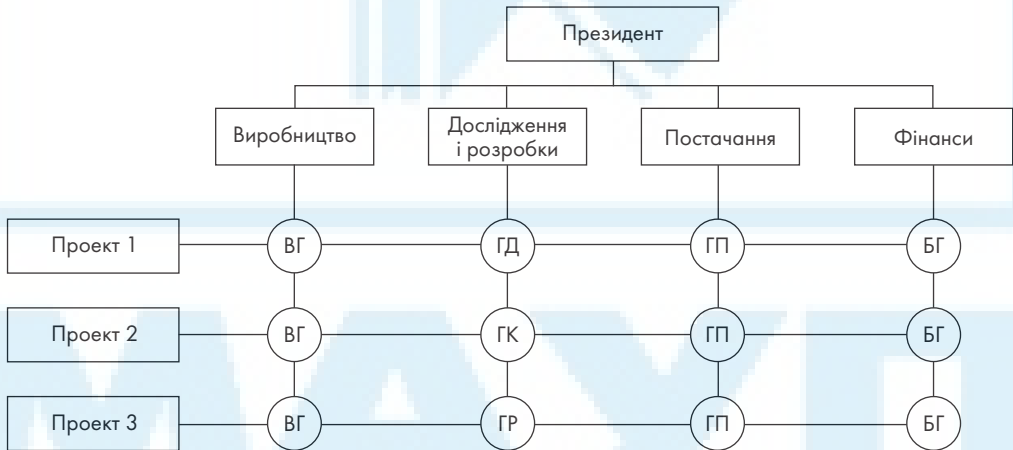 Президент
Виробництво
Дослідження
і розробки
Постачання
Фінанси
Проект 1
ВГ
ГД
ГП
БГ
Проект 2
ВГ
ГК
ГП
БГ
Проект 3
ВГ
ГР
ГП
БГ